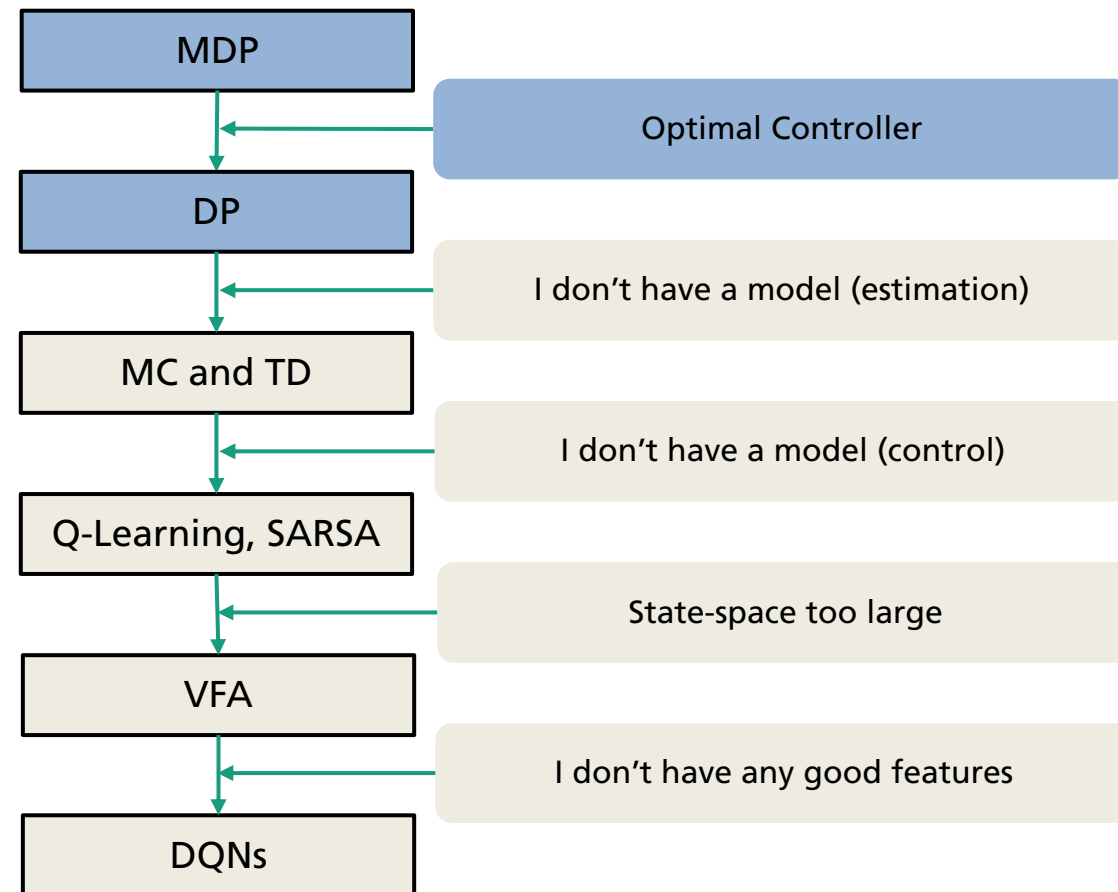 MDP
Optimal Controller
DP
I don’t have a model (estimation)
MC and TD
I don’t have a model (control)
Q-Learning, SARSA
State-space too large
VFA
I don’t have any good features
DQNs